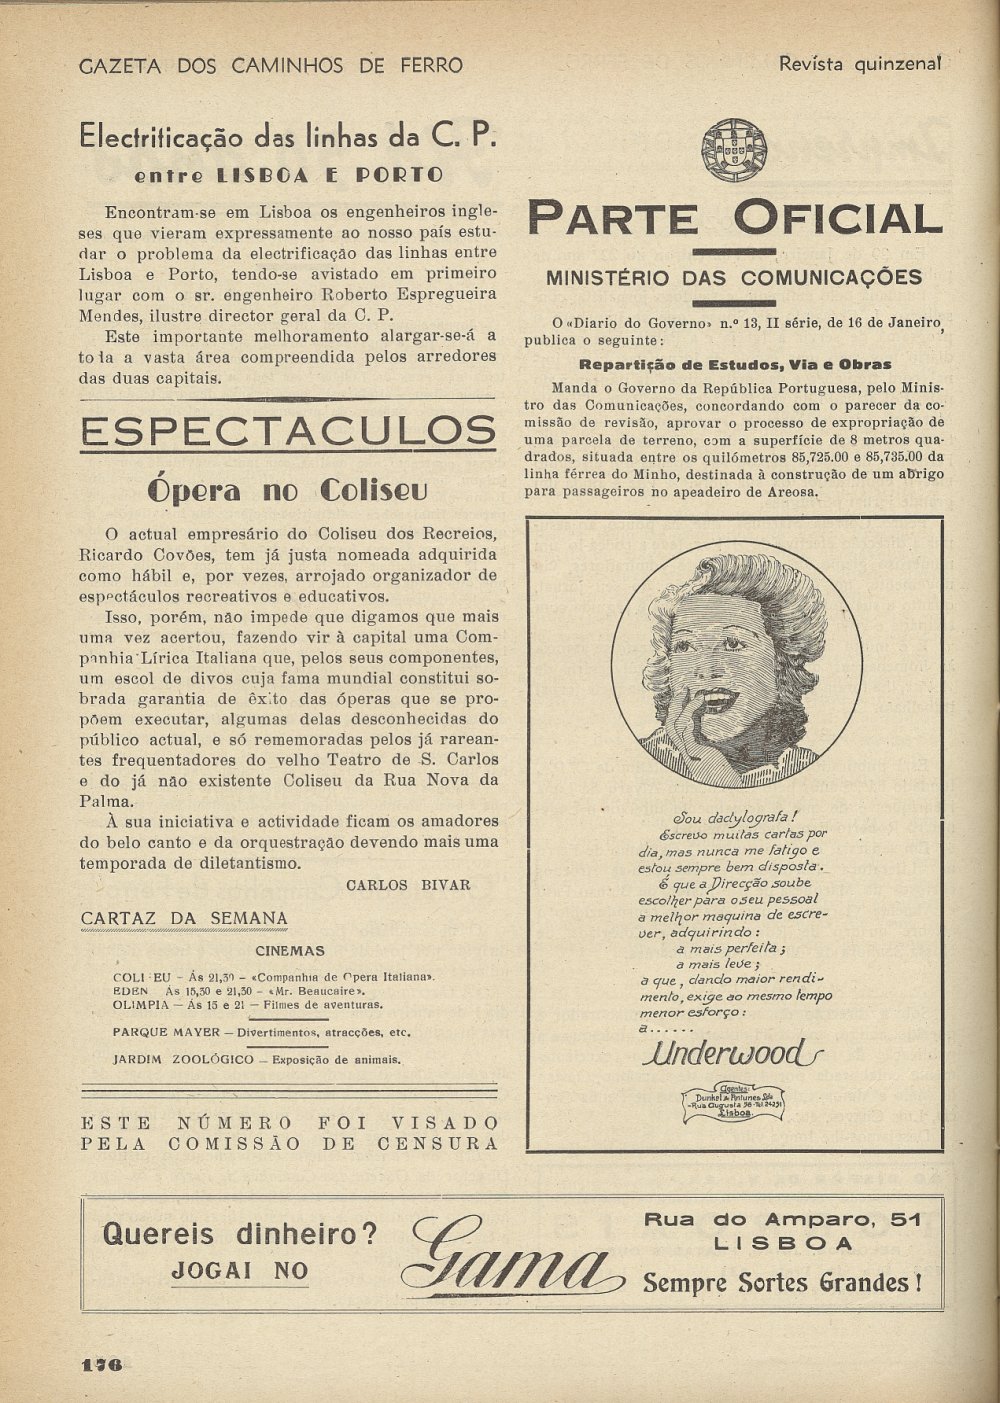 GAZETA DOS CAMINHOS DE FERRO
Revista quinzenal
Electrificação das linhas da C. P.
entre LISBOA E PORTO
Encontram-se em Lisboa os engenheiros ingle-
ses que vieram expressamente ao nosso país estu-
dar o problema da electrificação das linhas entre
Lisboa e Porto, tendo-se avistado em primeiro
lugar com o sr. engenheiro Roberto Espregueira
Mendes, ilustre director geral da C. P.
Este importante melhoramento alargar-se-á a
toda a vasta área compreendida pelos arredores
das duas capitais.
ESPECTACULOS
Ópera no Coliseu
O actual empresário do Coliseu dos Recreios,
Ricardo Covões, tem já justa nomeada adquirida
como hábil e, por vezes, arrojado organizador de
espectáculos recreativos e educativos.
Isso, porém, não impede que digamos que mais
uma vez acertou, fazendo vir à capital uma Com-
panhia Lírica Italiana que, pelos seus componentes,
um escol de divos cuja fama mundial constitui so-
brada garantia de êxito das óperas que se pro-
põem executar, algumas delas desconhecidas do
público actual, e só rememoradas pelos já rarean-
tes frequentadores do velho Teatro de S. Carlos
e do já não existente Coliseu da Rua Nova da
Palma.
À sua iniciativa e actividade ficam os amadores
do belo canto e da orquestração devendo mais uma
temporada de diletantismo.
CARLOS BIVAR
CARTAZ DA SEMANA
CINEMAS
COLISEU – Ás 21,30 – «Companhia de Opera Italiana».
EDEN Ás 15,30 e 21,30 – «Mr. Beaucaire».
OLIMPIA — Ás 15 e 21 — Filmes de aventuras.
PARQUE MAYER — Divertimentos, atracções, etc.
JARDIM ZOOLÓGICO — Exposição de animais.
ESTE NÚMERO FOI VISADO
PELA COMISSÃO DE CENSURA
PARTE OFICIAL
MINISTÉRIO DAS COMUNICAÇÕES
O «Diario do Governo» n.º 13, II série, de 16 de Janeiro,
publica o seguinte:
Repartição de Estudos, Via e Obras
Manda o Governo da República Portuguesa, pelo Minis-
tro das Comunicações, concordando com o parecer da co-
missão de revisão, aprovar o processo de expropriação de
uma parcela de terreno, com a superfície de 8 metros qua-
drados, situada entre os quilómetros 85,725.00 e 85,735.00 da
linha férrea do Minho, destinada à construção de um abrigo
para passageiros no apeadeiro de Areosa.
Sou dactylografa!
Escrevo muitas cartas por
dia, mas nunca me fatigo e
estou sempre bem disposta.
É que a Direcção soube
escolher para o seu pessoal
a melhor maquina de escre-
ver, adquirindo:
a mais perfeita;
a mais leve;
a que, dando maior rendi-
mento, exige ao mesmo tempo
menor esforço:
a......
Underwood
Agentes:
Dunkel & Antunes Lda
Rua Augusta 56 - Tel. 24251
Lisboa
Quereis dinheiro?
JOGAI NO
Gama
Rua do Amparo, 51
LISBOA
Sempre Sortes Grandes!
176